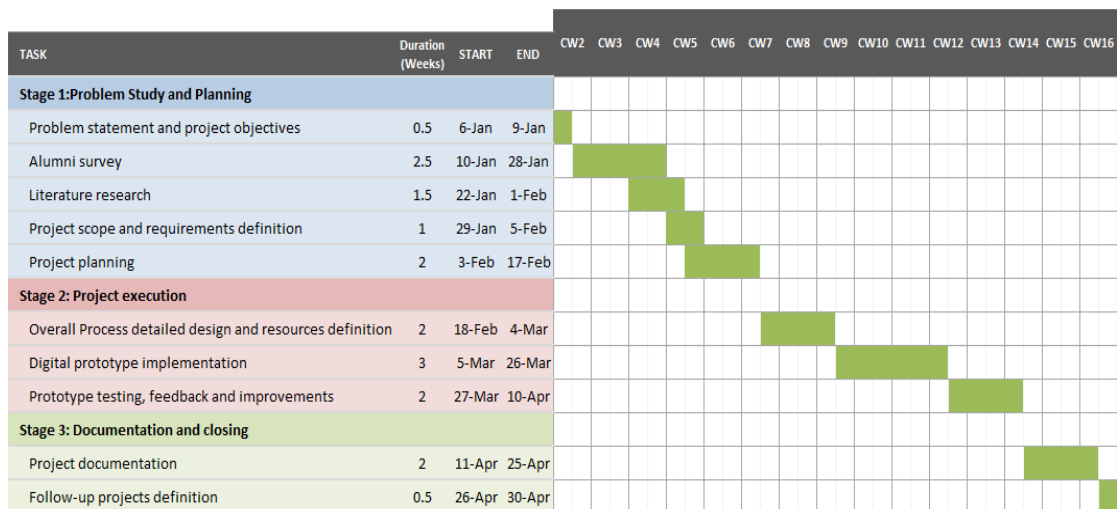 CW2 CW3 CW4 CW5 CW6 CW7 CW8 CW9 CW10 CW11 CW12 CW13 CW14 CW15 CW16
TASK Duration (Weeks) START END
Stage 1:Problem Study and Planning
Problem statement and project objectives 0.5 6-Jan 9-Jan
Alumni survey 2.5 10-Jan 28-Jan
Literature research 1.5 22-Jan 1-Feb
Project scope and requirements definition 1 29-Jan 5-Feb
Project planning 2 3-Feb 17-Feb
Stage 2: Project execution
Overall Process detailed design and resources definition 2 18-Feb 4-Mar
Digital prototype implementation 3 5-Mar 26-Mar
Prototype testing, feedback and improvements 2 27-Mar 10-Apr
Stage 3: Documentation and closing
Project documentation 2 11-Apr 25-Apr
Follow-up projects definition 0.5 26-Apr 30-Apr